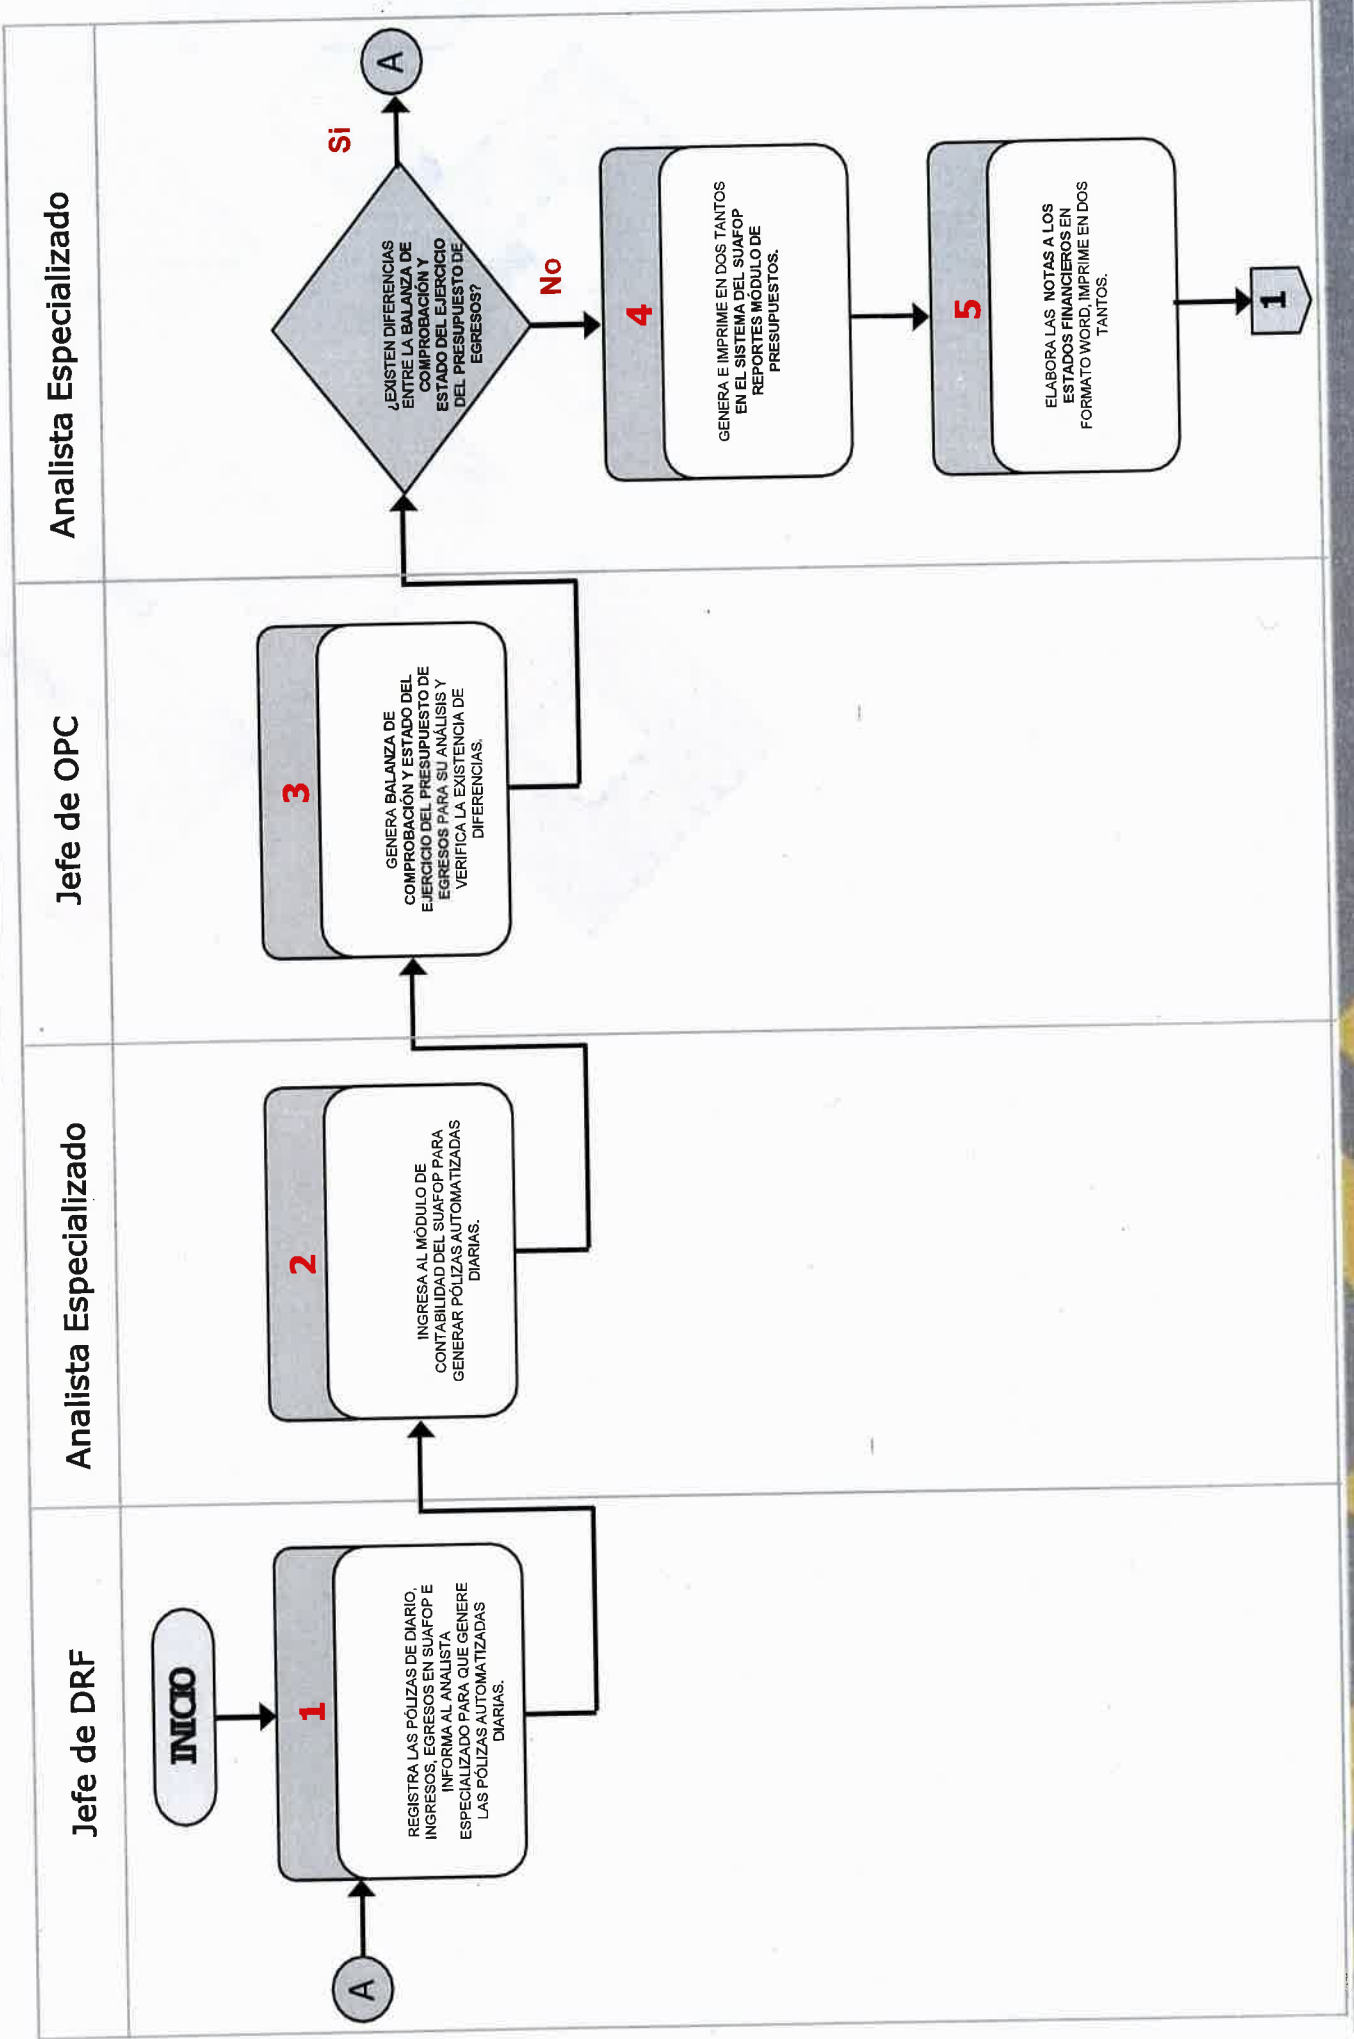 Jefe de DRF
Analista Especializado
Jefe de OPC
Analista Especializado
INICIO
A
1
REGISTRA LAS PÓLIZAS DE DIARIO,
INGRESOS, EGRESOS EN SUAFOP E
INFORMA AL ANALISTA
ESPECIALIZADO PARA QUE GENERE
LAS PÓLIZAS AUTOMATIZADAS
DIARIAS.
2
INGRESA AL MÓDULO DE
CONTABILIDAD DEL SUAFOP PARA
GENERAR PÓLIZAS AUTOMATIZADAS
DIARIAS.
3
GENERA BALANZA DE
COMPROBACIÓN Y ESTADO DEL
EJERCICIO DEL PRESUPUESTO DE
EGRESOS PARA SU ANÁLISIS Y
VERIFICA LA EXISTENCIA DE
DIFERENCIAS.
¿EXISTEN DIFERENCIAS
ENTRE LA BALANZA DE
COMPROBACIÓN Y
ESTADO DEL EJERCICIO
DEL PRESUPUESTO DE
EGRESOS?
Si
A
No
4
GENERA E IMPRIME EN DOS TANTOS
EN EL SISTEMA DEL SUAFOP
REPORTES MÓDULO DE
PRESUPUESTOS.
5
ELABORA LAS NOTAS A LOS
ESTADOS FINANCIEROS EN
FORMATO WORD, IMPRIME EN DOS
TANTOS.
1